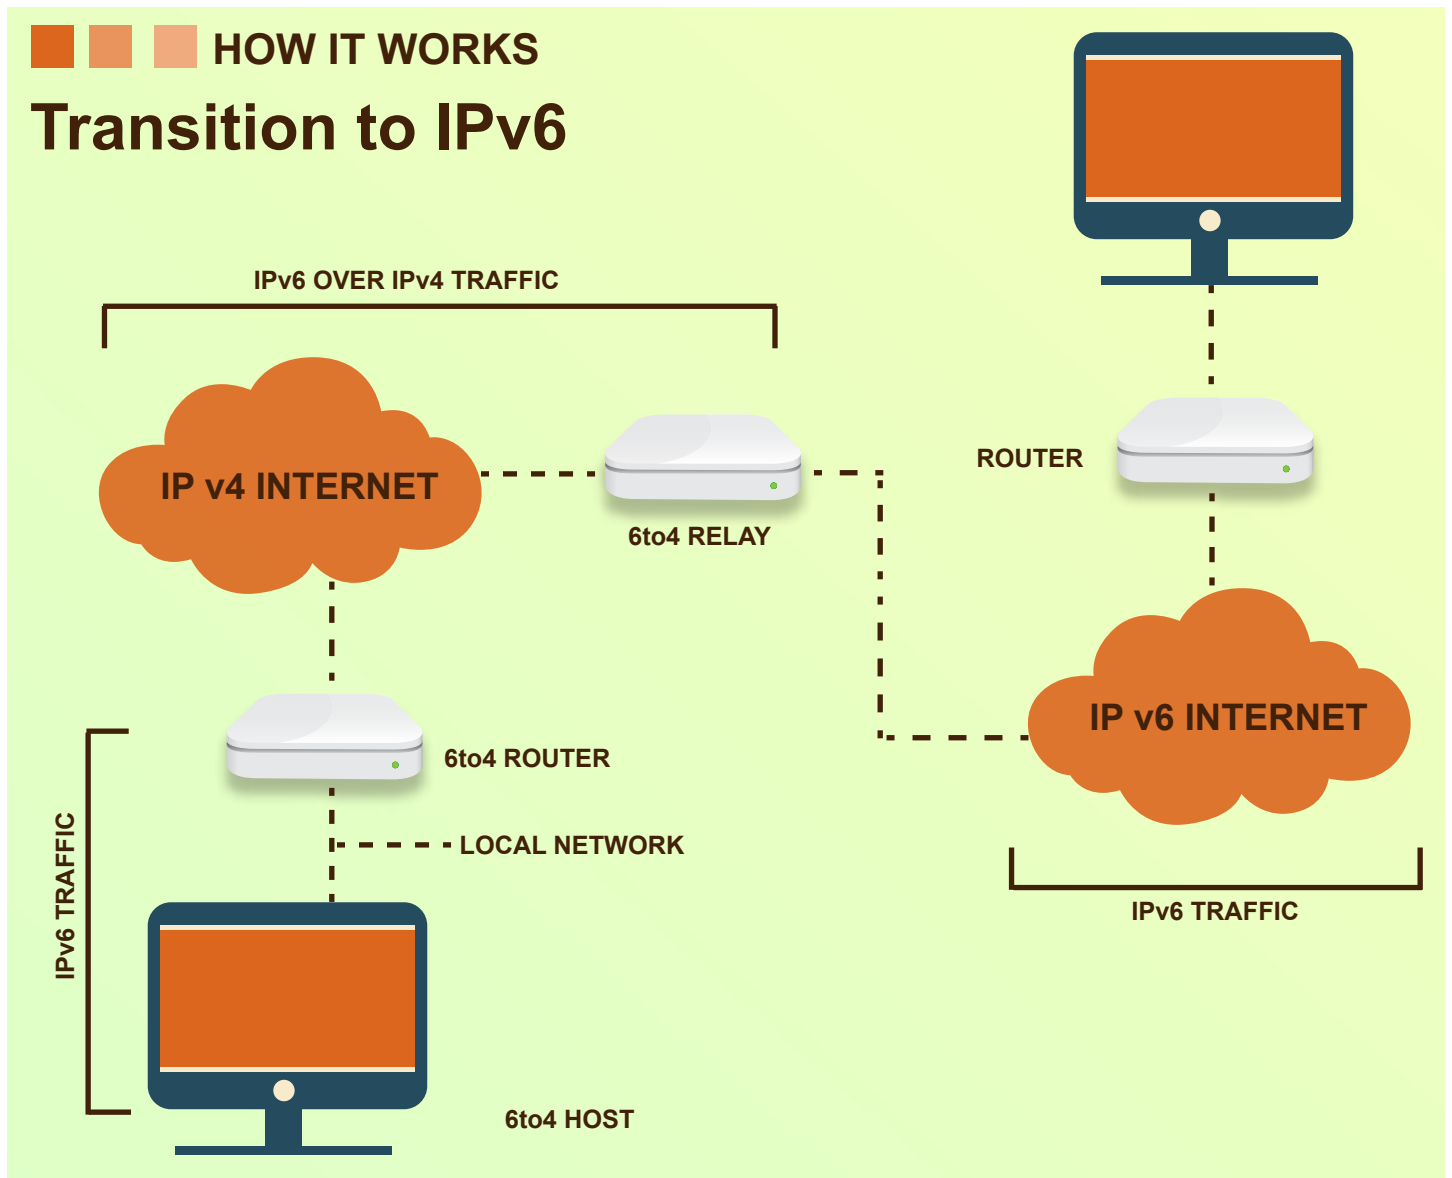 HOW IT WORKS
Transition to IPv6
IPv6 OVER IPv4 TRAFFIC
IP v4 INTERNET
6to4 RELAY
ROUTER
IP v6 INTERNET
6to4 ROUTER
LOCAL NETWORK
IPv6 TRAFFIC
IPv6 TRAFFIC
6to4 HOST